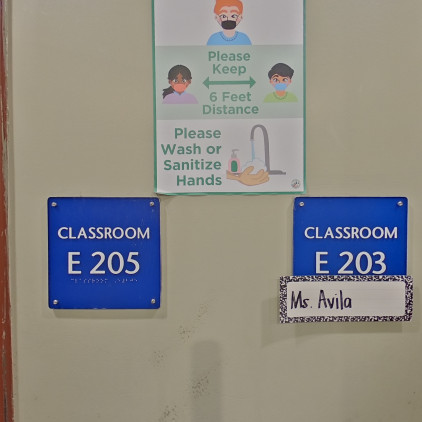 Please
Keep
6 Feet
Distance
Please
Wash or
Sanitize
Hands
CLASSROOM
E 205
CLASSROOM
E 203
Ms. Avila